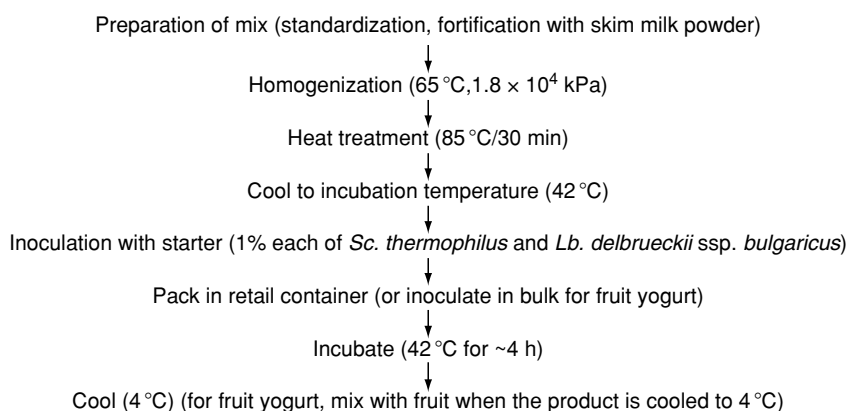 Preparation of mix (standardization, fortification with skim milk powder)
Homogenization (65 °C,1.8 × 10⁴ kPa)
Heat treatment (85 °C/30 min)
Cool to incubation temperature (42 °C)
Inoculation with starter (1% each of Sc. thermophilus and Lb. delbrueckii ssp. bulgaricus)
Pack in retail container (or inoculate in bulk for fruit yogurt)
Incubate (42 °C for ~4 h)
Cool (4 °C) (for fruit yogurt, mix with fruit when the product is cooled to 4 °C)